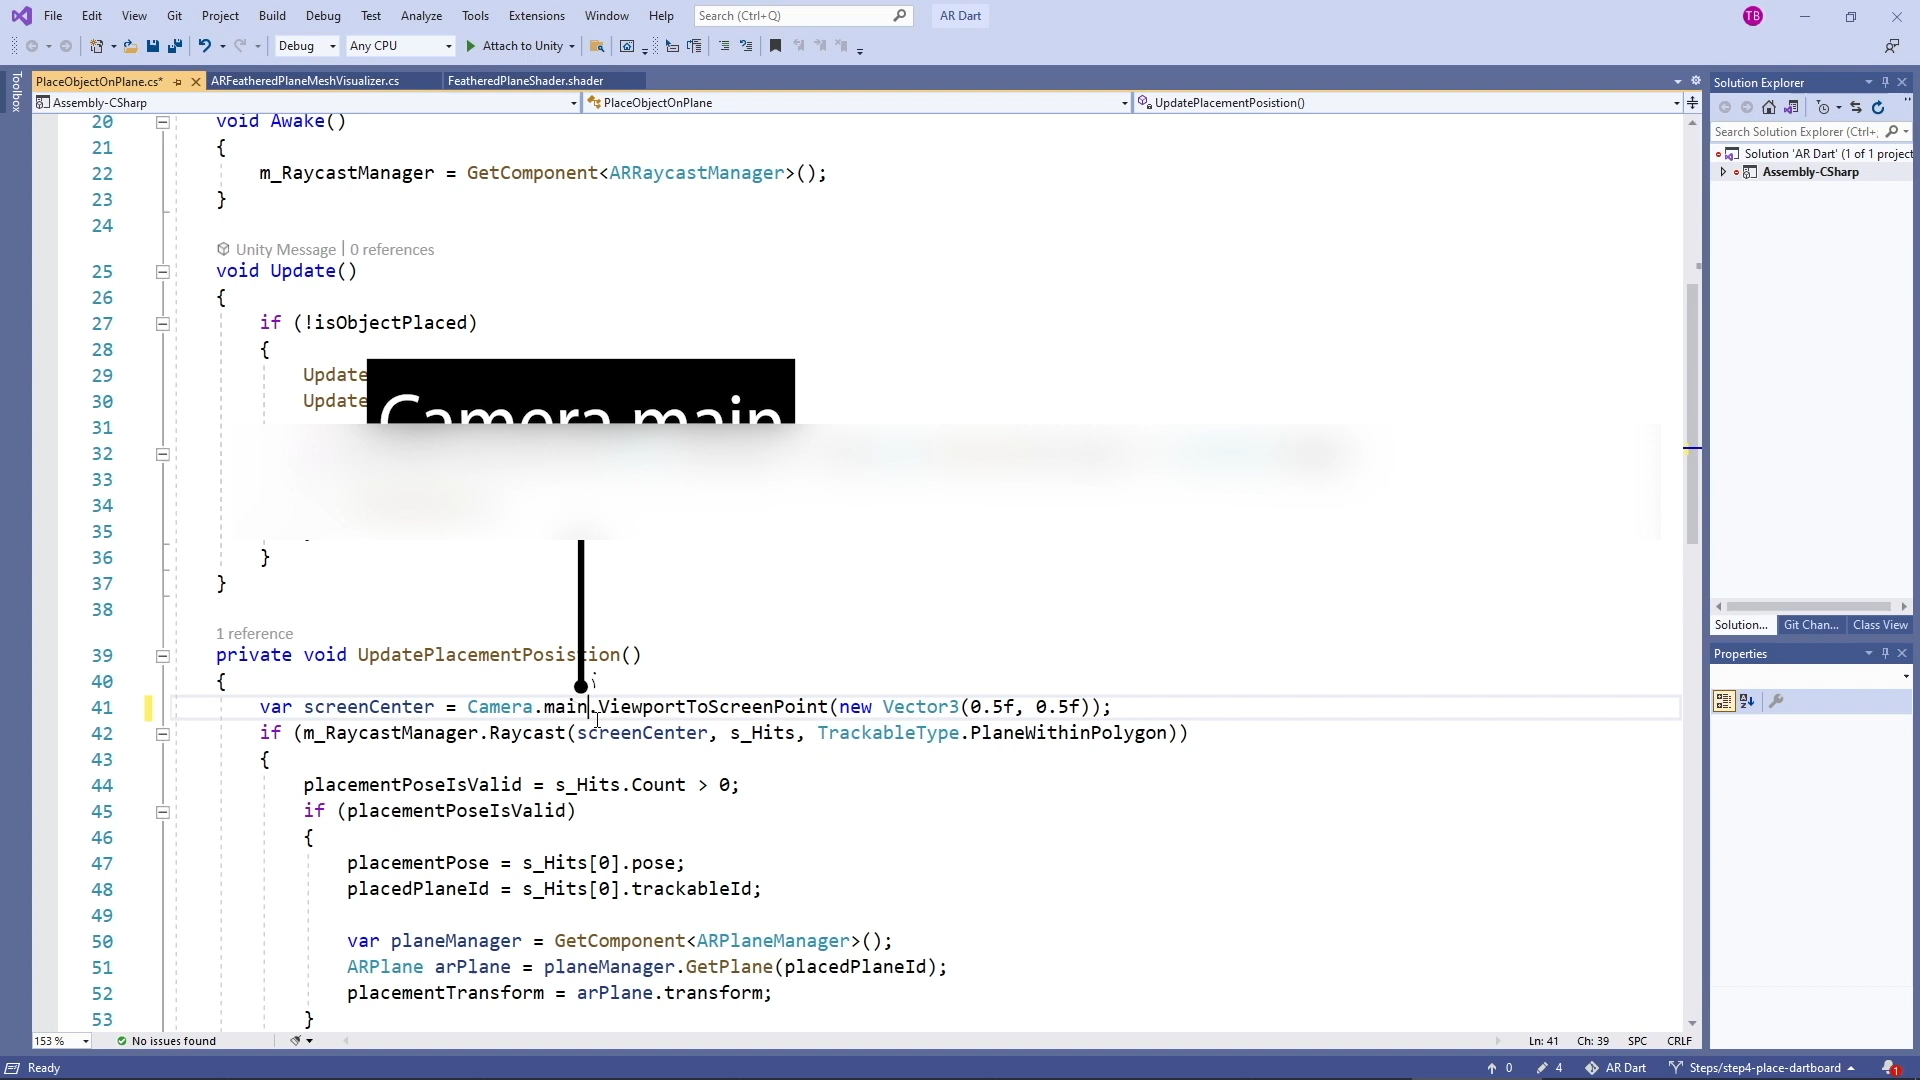 File Edit View Git Project Build Debug Test Analyze Tools Extensions Window Help Search (Ctrl+Q) AR Dart TB
Debug Any CPU Attach to Unity
Toolbox
PlaceObjectOnPlane.cs* ARFeatheredPlaneMeshVisualizer.cs FeatheredPlaneShader.shader
Assembly-CSharp PlaceObjectOnPlane UpdatePlacementPosistion()
20 void Awake()
21 {
22 m_RaycastManager = GetComponent<ARRaycastManager>();
23 }
24
Unity Message | 0 references
25 void Update()
26 {
27 if (!isObjectPlaced)
28 {
29 Update
30 Update
Camera.main
31
32
33
34
35
36 }
37 }
38
1 reference
39 private void UpdatePlacementPosistion()
40 {
41 var screenCenter = Camera.main.ViewportToScreenPoint(new Vector3(0.5f, 0.5f));
42 if (m_RaycastManager.Raycast(screenCenter, s_Hits, TrackableType.PlaneWithinPolygon))
43 {
44 placementPoseIsValid = s_Hits.Count > 0;
45 if (placementPoseIsValid)
46 {
47 placementPose = s_Hits[0].pose;
48 placedPlaneId = s_Hits[0].trackableId;
49
50 var planeManager = GetComponent<ARPlaneManager>();
51 ARPlane arPlane = planeManager.GetPlane(placedPlaneId);
52 placementTransform = arPlane.transform;
53 }
153 % No issues found Ln: 41 Ch: 39 SPC CRLF
Ready 0 4 AR Dart Steps/step4-place-dartboard 1
Solution Explorer
Search Solution Explorer (Ctrl+;
Solution 'AR Dart' (1 of 1 project
Assembly-CSharp
Solution... Git Chan... Class View
Properties